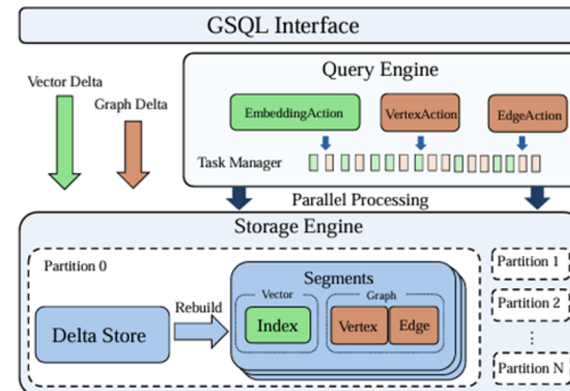 GSQL Interface
Vector Delta
Graph Delta
Query Engine
EmbeddingAction
VertexAction
EdgeAction
Task Manager
Parallel Processing
Storage Engine
Partition 0
Delta Store
Rebuild
Segments
Vector
Index
Graph
Vertex
Edge
Partition 1
Partition 2
⋮
Partition N